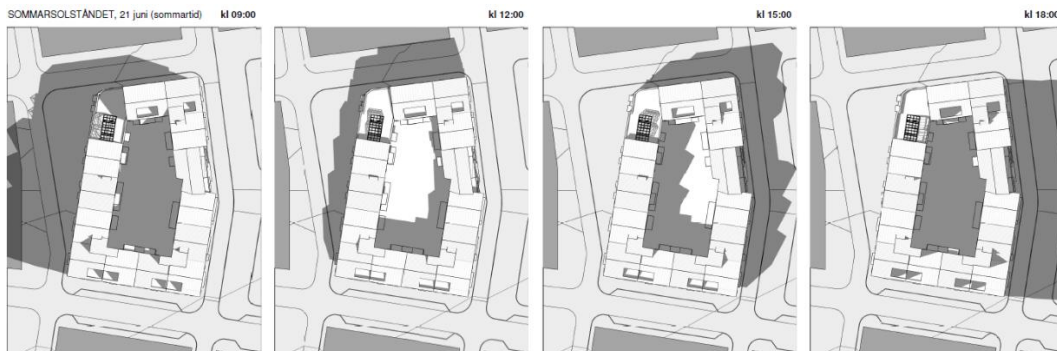 SOMMARSOLSTÅNDET, 21 juni (sommartid) kl 09:00
kl 12:00
kl 15:00
kl 18:00